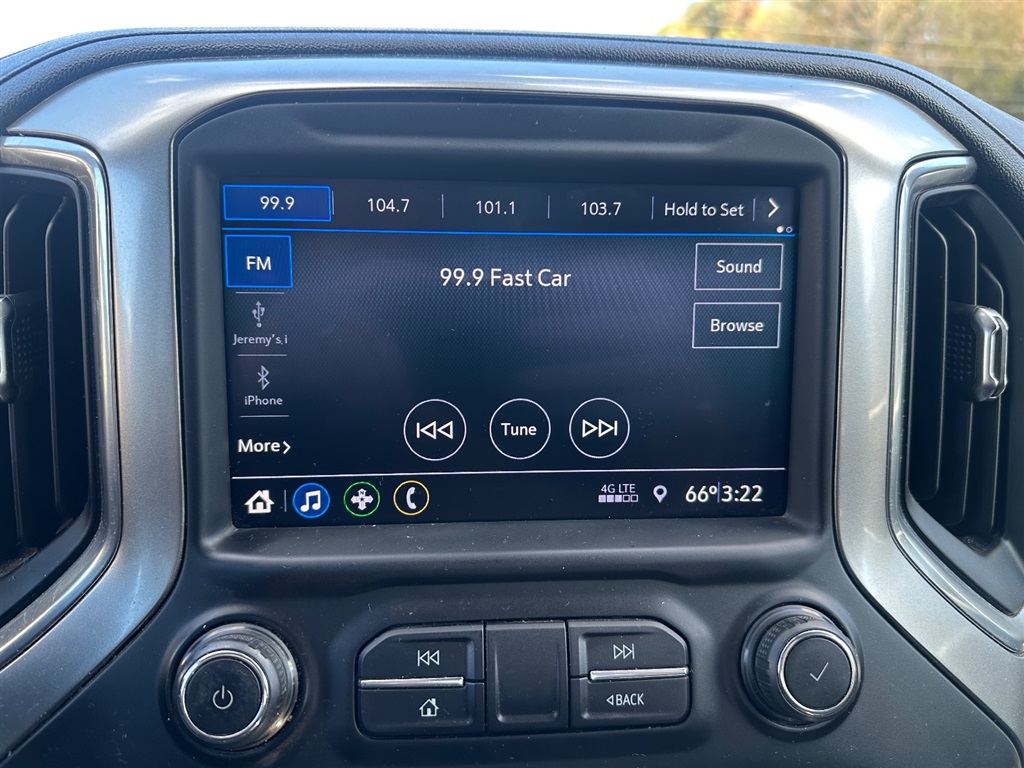 99.9 104.7 101.1 103.7 Hold to Set
FM
99.9 Fast Car
Sound
Jeremy's i
Browse
iPhone
Tune
More
4G LTE
66° 3:22
BACK